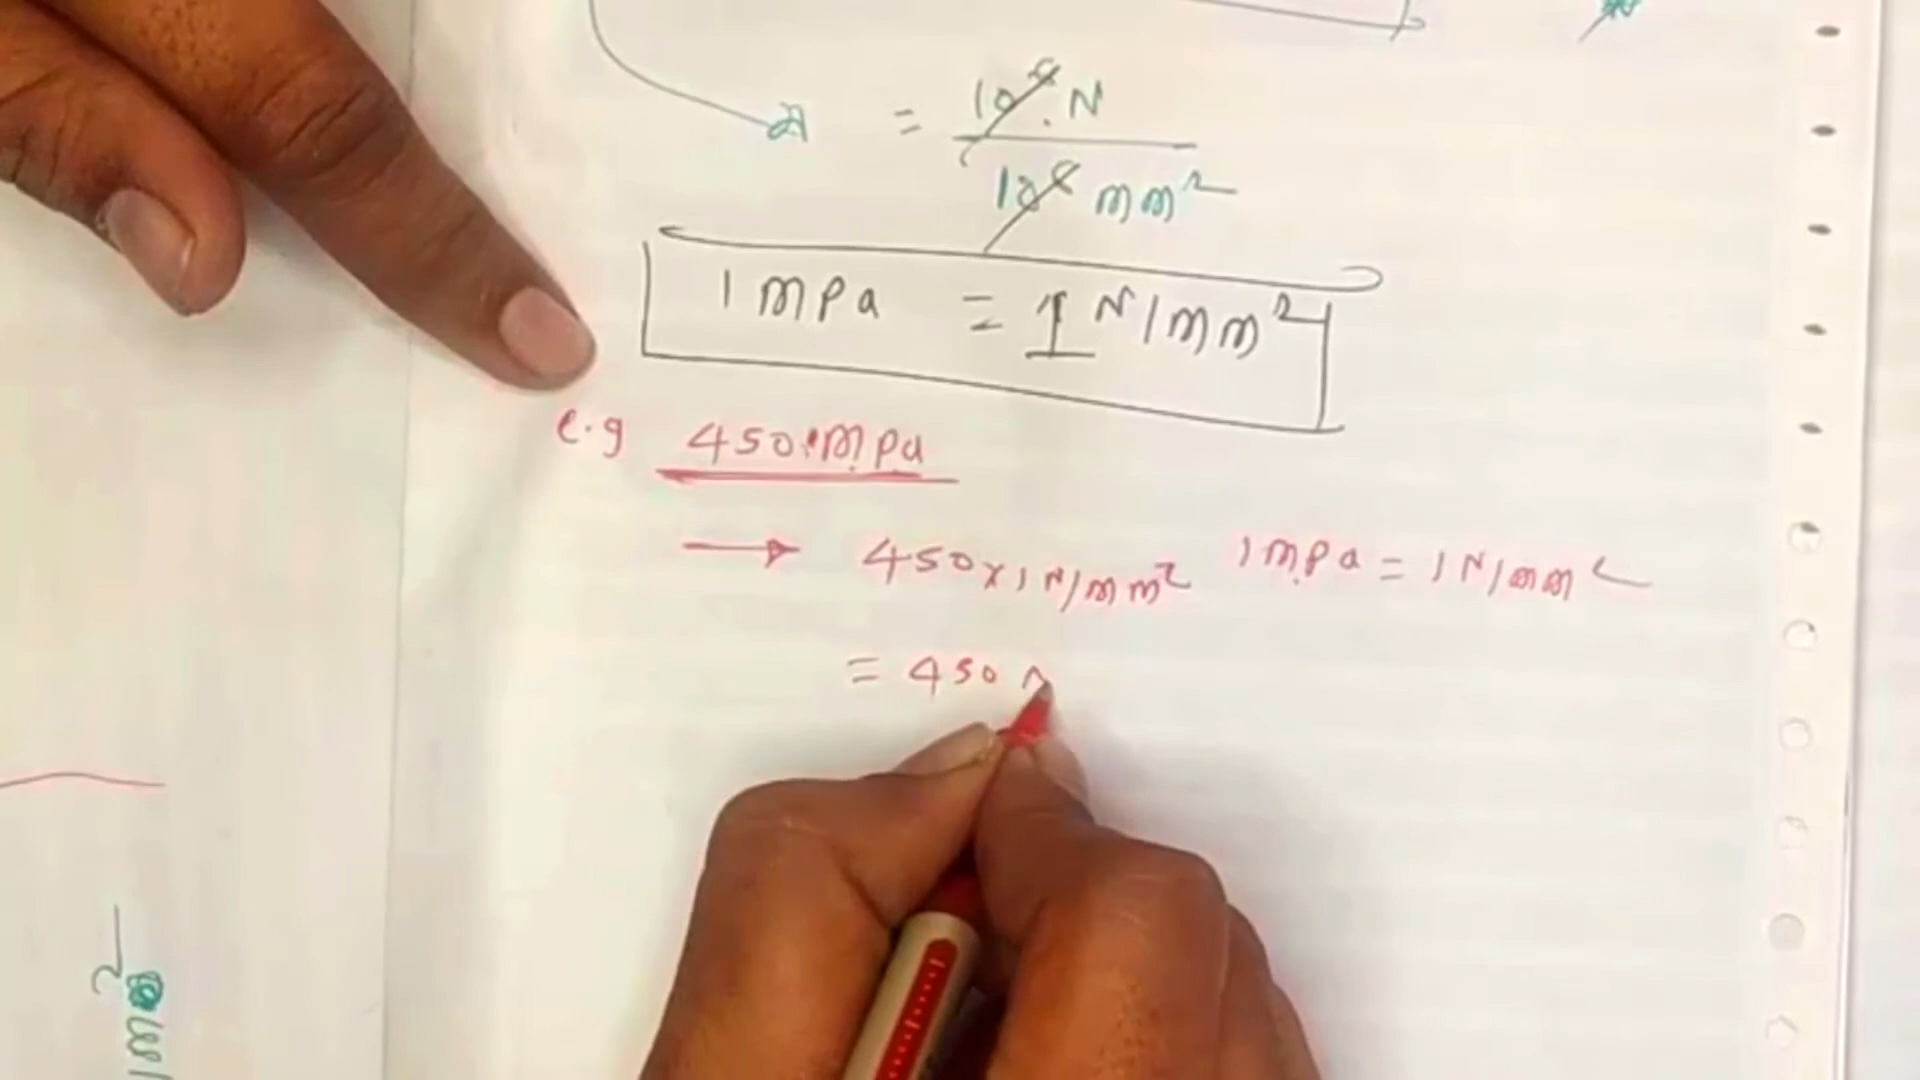 = 10⁶ . N
10⁶ mm²
1 mpa = 1 N/mm²
e.g 450 mpa
→ 450 x 1 N/mm² 1 mpa = 1 N/mm²
= 450 N